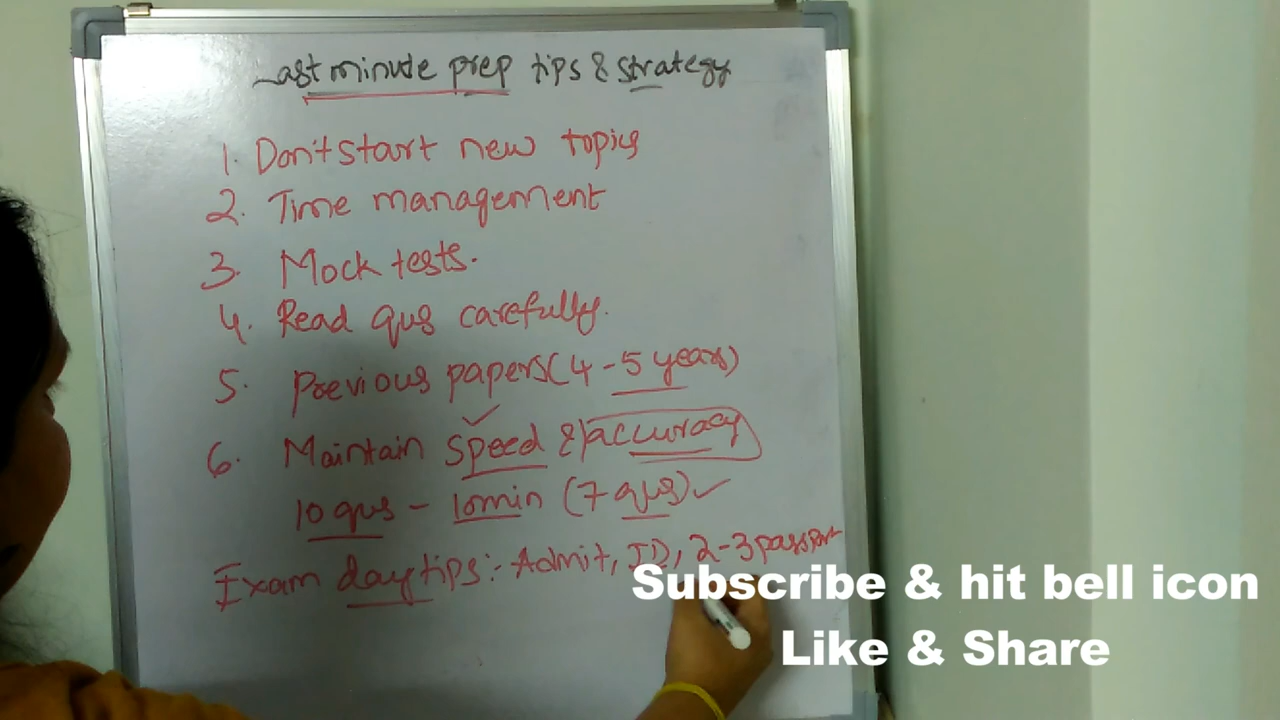 Last minute prep tips & strategy
1. Don't start new topics
2. Time management
3. Mock tests.
4. Read qus carefully.
5. Previous papers (4-5 years)
6. Maintain speed & accuracy
10 qus - 10min (7 qus) ✓
Exam day tips:- Admit, ID, 2-3 passport
Subscribe & hit bell icon
Like & Share